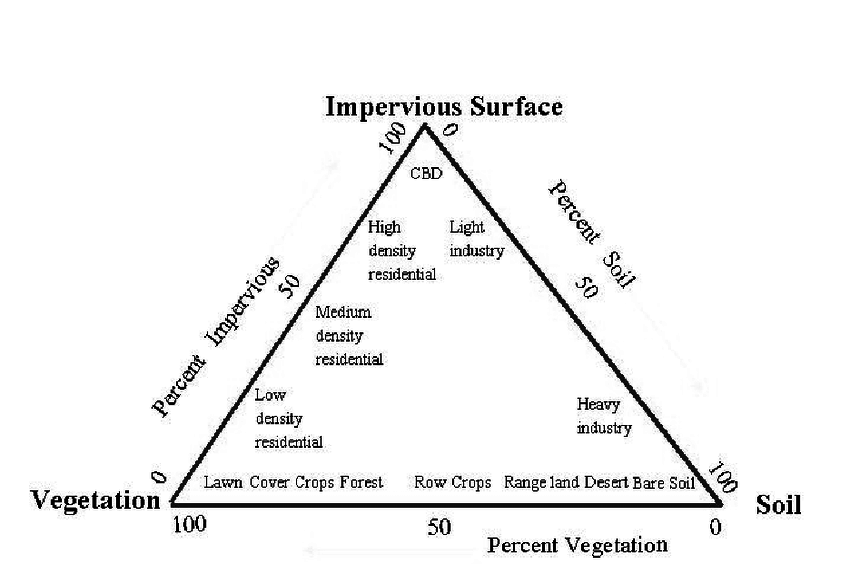 Impervious Surface
100
0
CBD
High
density
residential
Light
industry
Percent Soil
50
Percent Impervious
50
Medium
density
residential
Low
density
residential
Heavy
industry
0
Lawn Cover Crops Forest Row Crops Range land Desert Bare Soil
100
Vegetation
Soil
100
50
0
Percent Vegetation